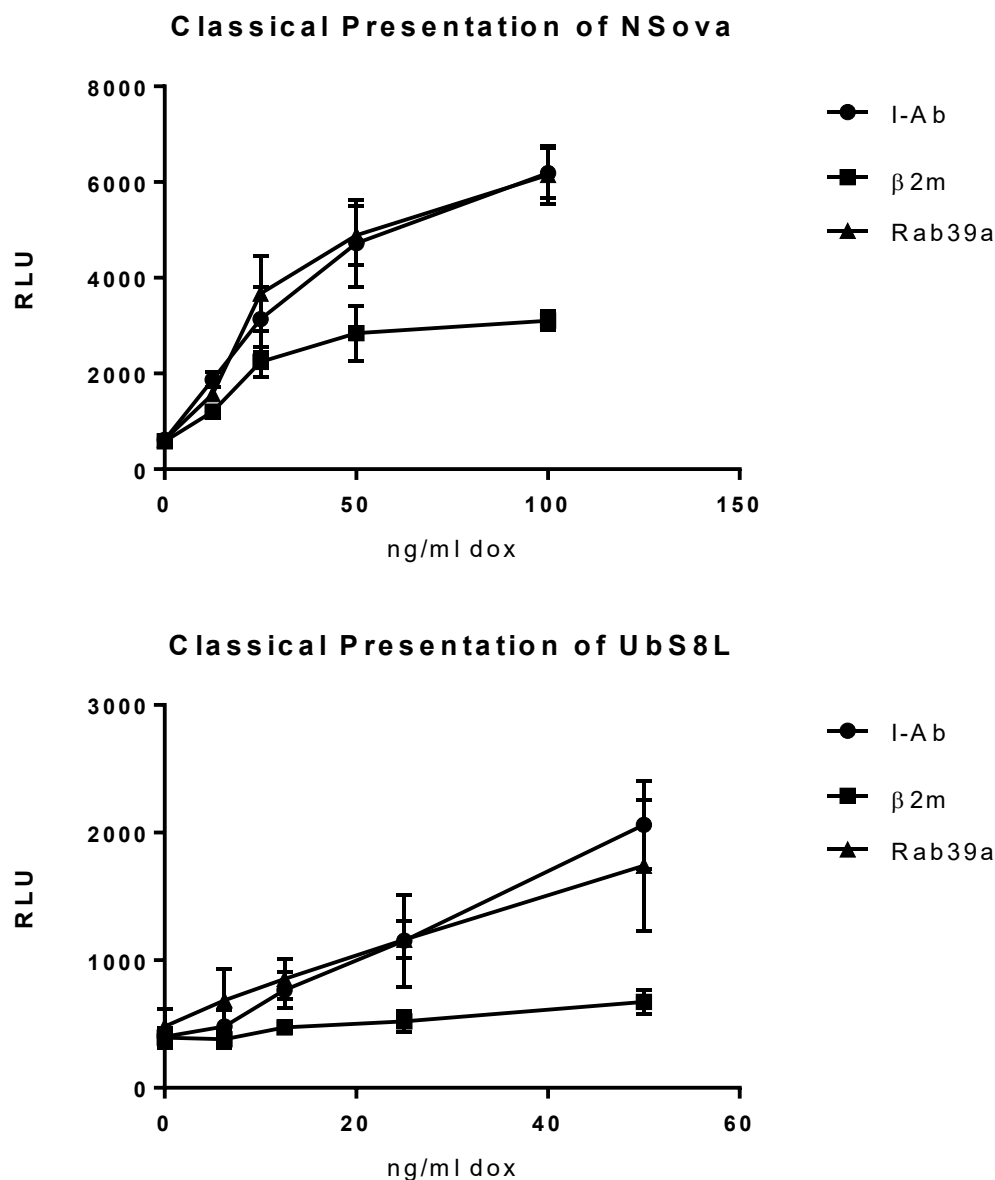 Classical Presentation of NSova
8000
6000
4000
2000
0
0 50 100 150
RLU
ng/ml dox
I-Ab
β2m
Rab39a
Classical Presentation of UbS8L
3000
2000
1000
0
0 20 40 60
RLU
ng/ml dox
I-Ab
β2m
Rab39a